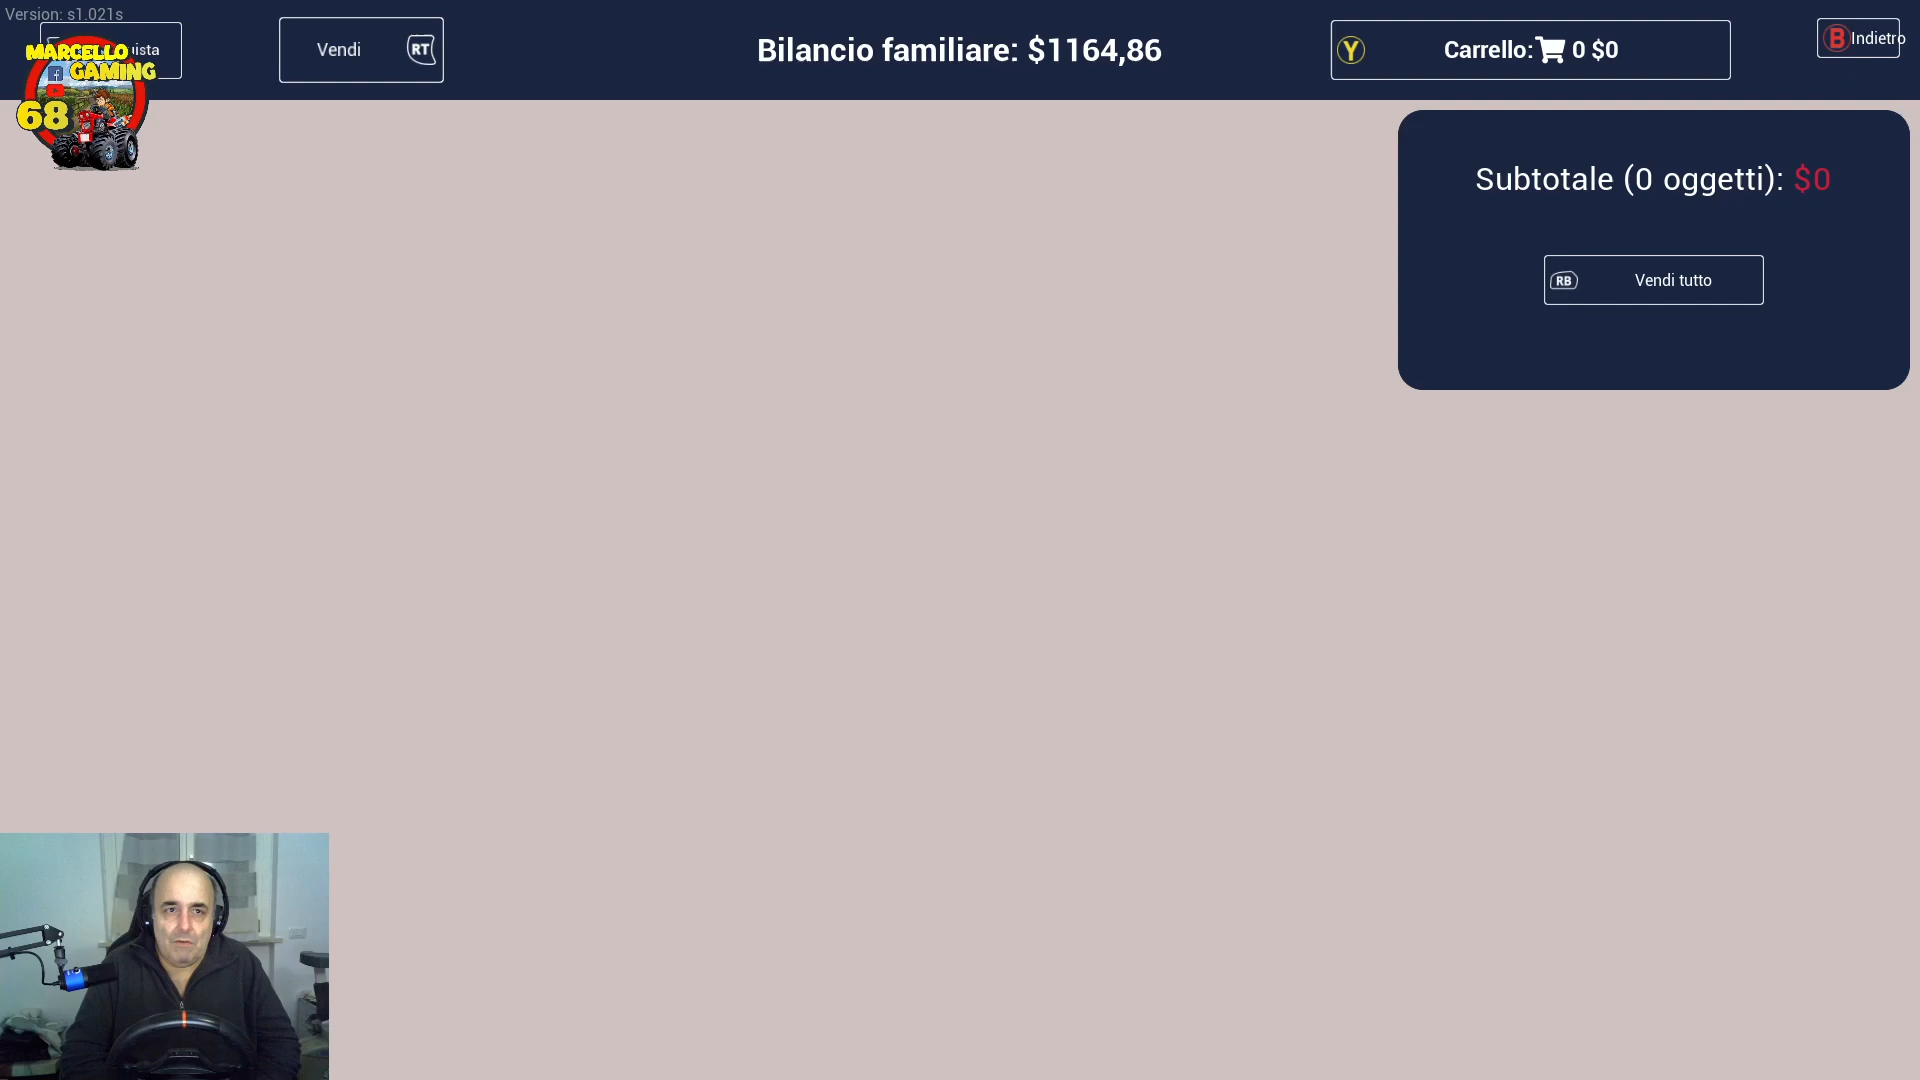 Version: s1.021s
MARCELLO
GAMING
68
Vendi
RT
Bilancio familiare: $1164,86
Y
Carrello: 0 $0
B Indietro
Subtotale (0 oggetti): $0
RB
Vendi tutto